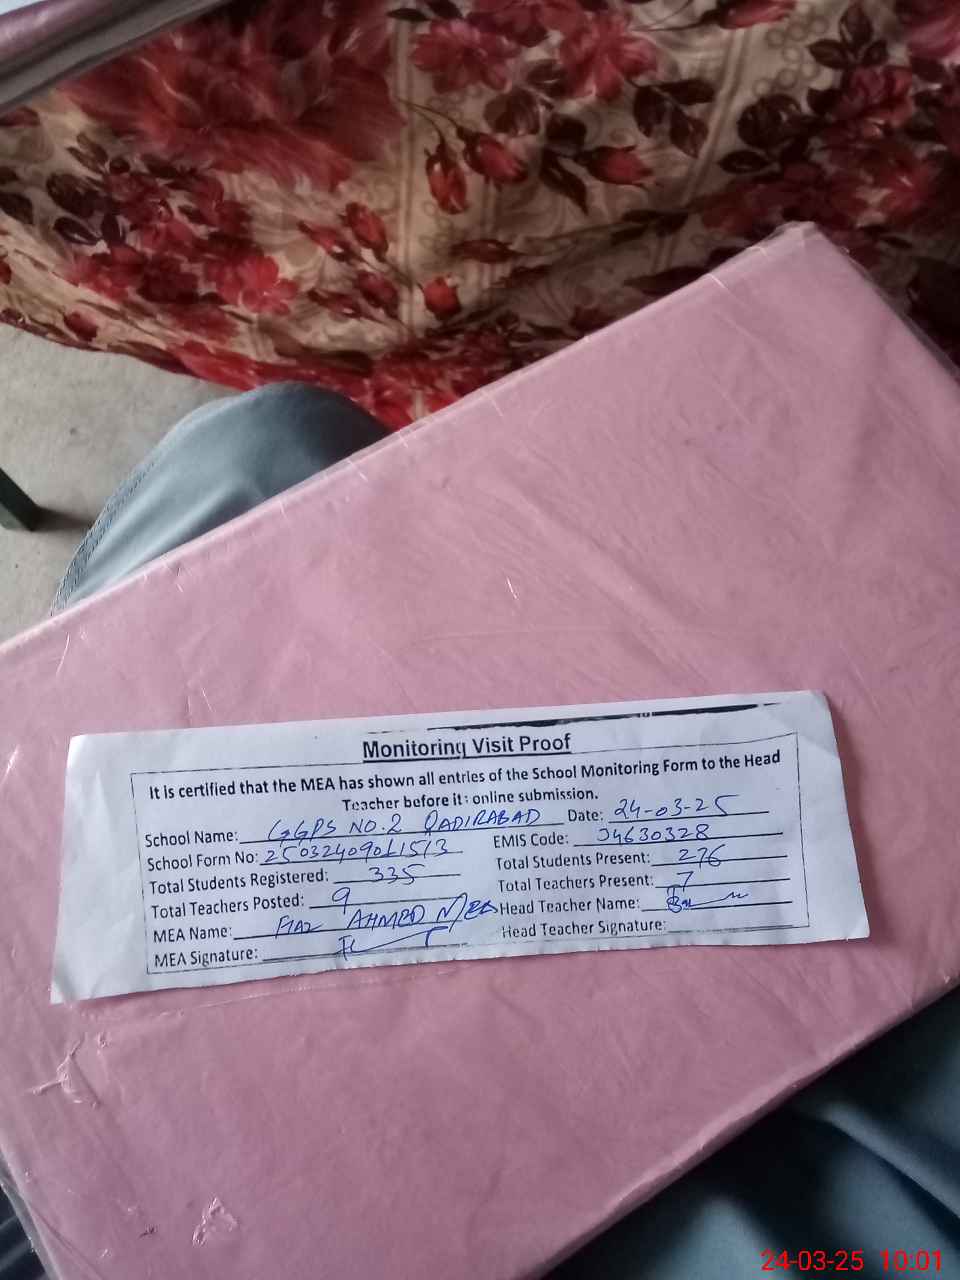 Monitoring Visit Proof
It is certified that the MEA has shown all entries of the School Monitoring Form to the Head
Teacher before it's online submission.
School Name: GGPS NO.2 QADIRABAD Date: 24-03-25
School Form No: 25032409011513 EMIS Code: 34630328
Total Students Registered: 335 Total Students Present: 276
Total Teachers Posted: 9 Total Teachers Present: 7
MEA Name: FIAZ AHMED MEA Head Teacher Name:
MEA Signature: Head Teacher Signature:
24-03-25 10:01